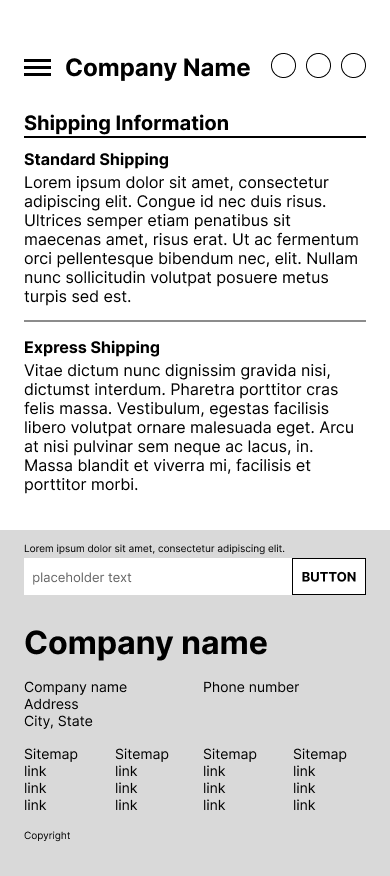 Company Name
Shipping Information
Standard Shipping
Lorem ipsum dolor sit amet, consectetur
adipiscing elit. Congue id nec duis risus.
Ultrices semper etiam penatibus sit
maecenas amet, risus erat. Ut ac fermentum
orci pellentesque bibendum nec, elit. Nullam
nunc sollicitudin volutpat posuere metus
turpis sed est.
Express Shipping
Vitae dictum nunc dignissim gravida nisi,
dictumst interdum. Pharetra porttitor cras
felis massa. Vestibulum, egestas facilisis
libero volutpat ornare malesuada eget. Arcu
at nisi pulvinar sem neque ac lacus, in.
Massa blandit et viverra mi, facilisis et
porttitor morbi.
Lorem ipsum dolor sit amet, consectetur adipiscing elit.
placeholder text BUTTON
Company name
Company name Phone number
Address
City, State
Sitemap Sitemap Sitemap Sitemap
link link link link
link link link link
link link link link
Copyright